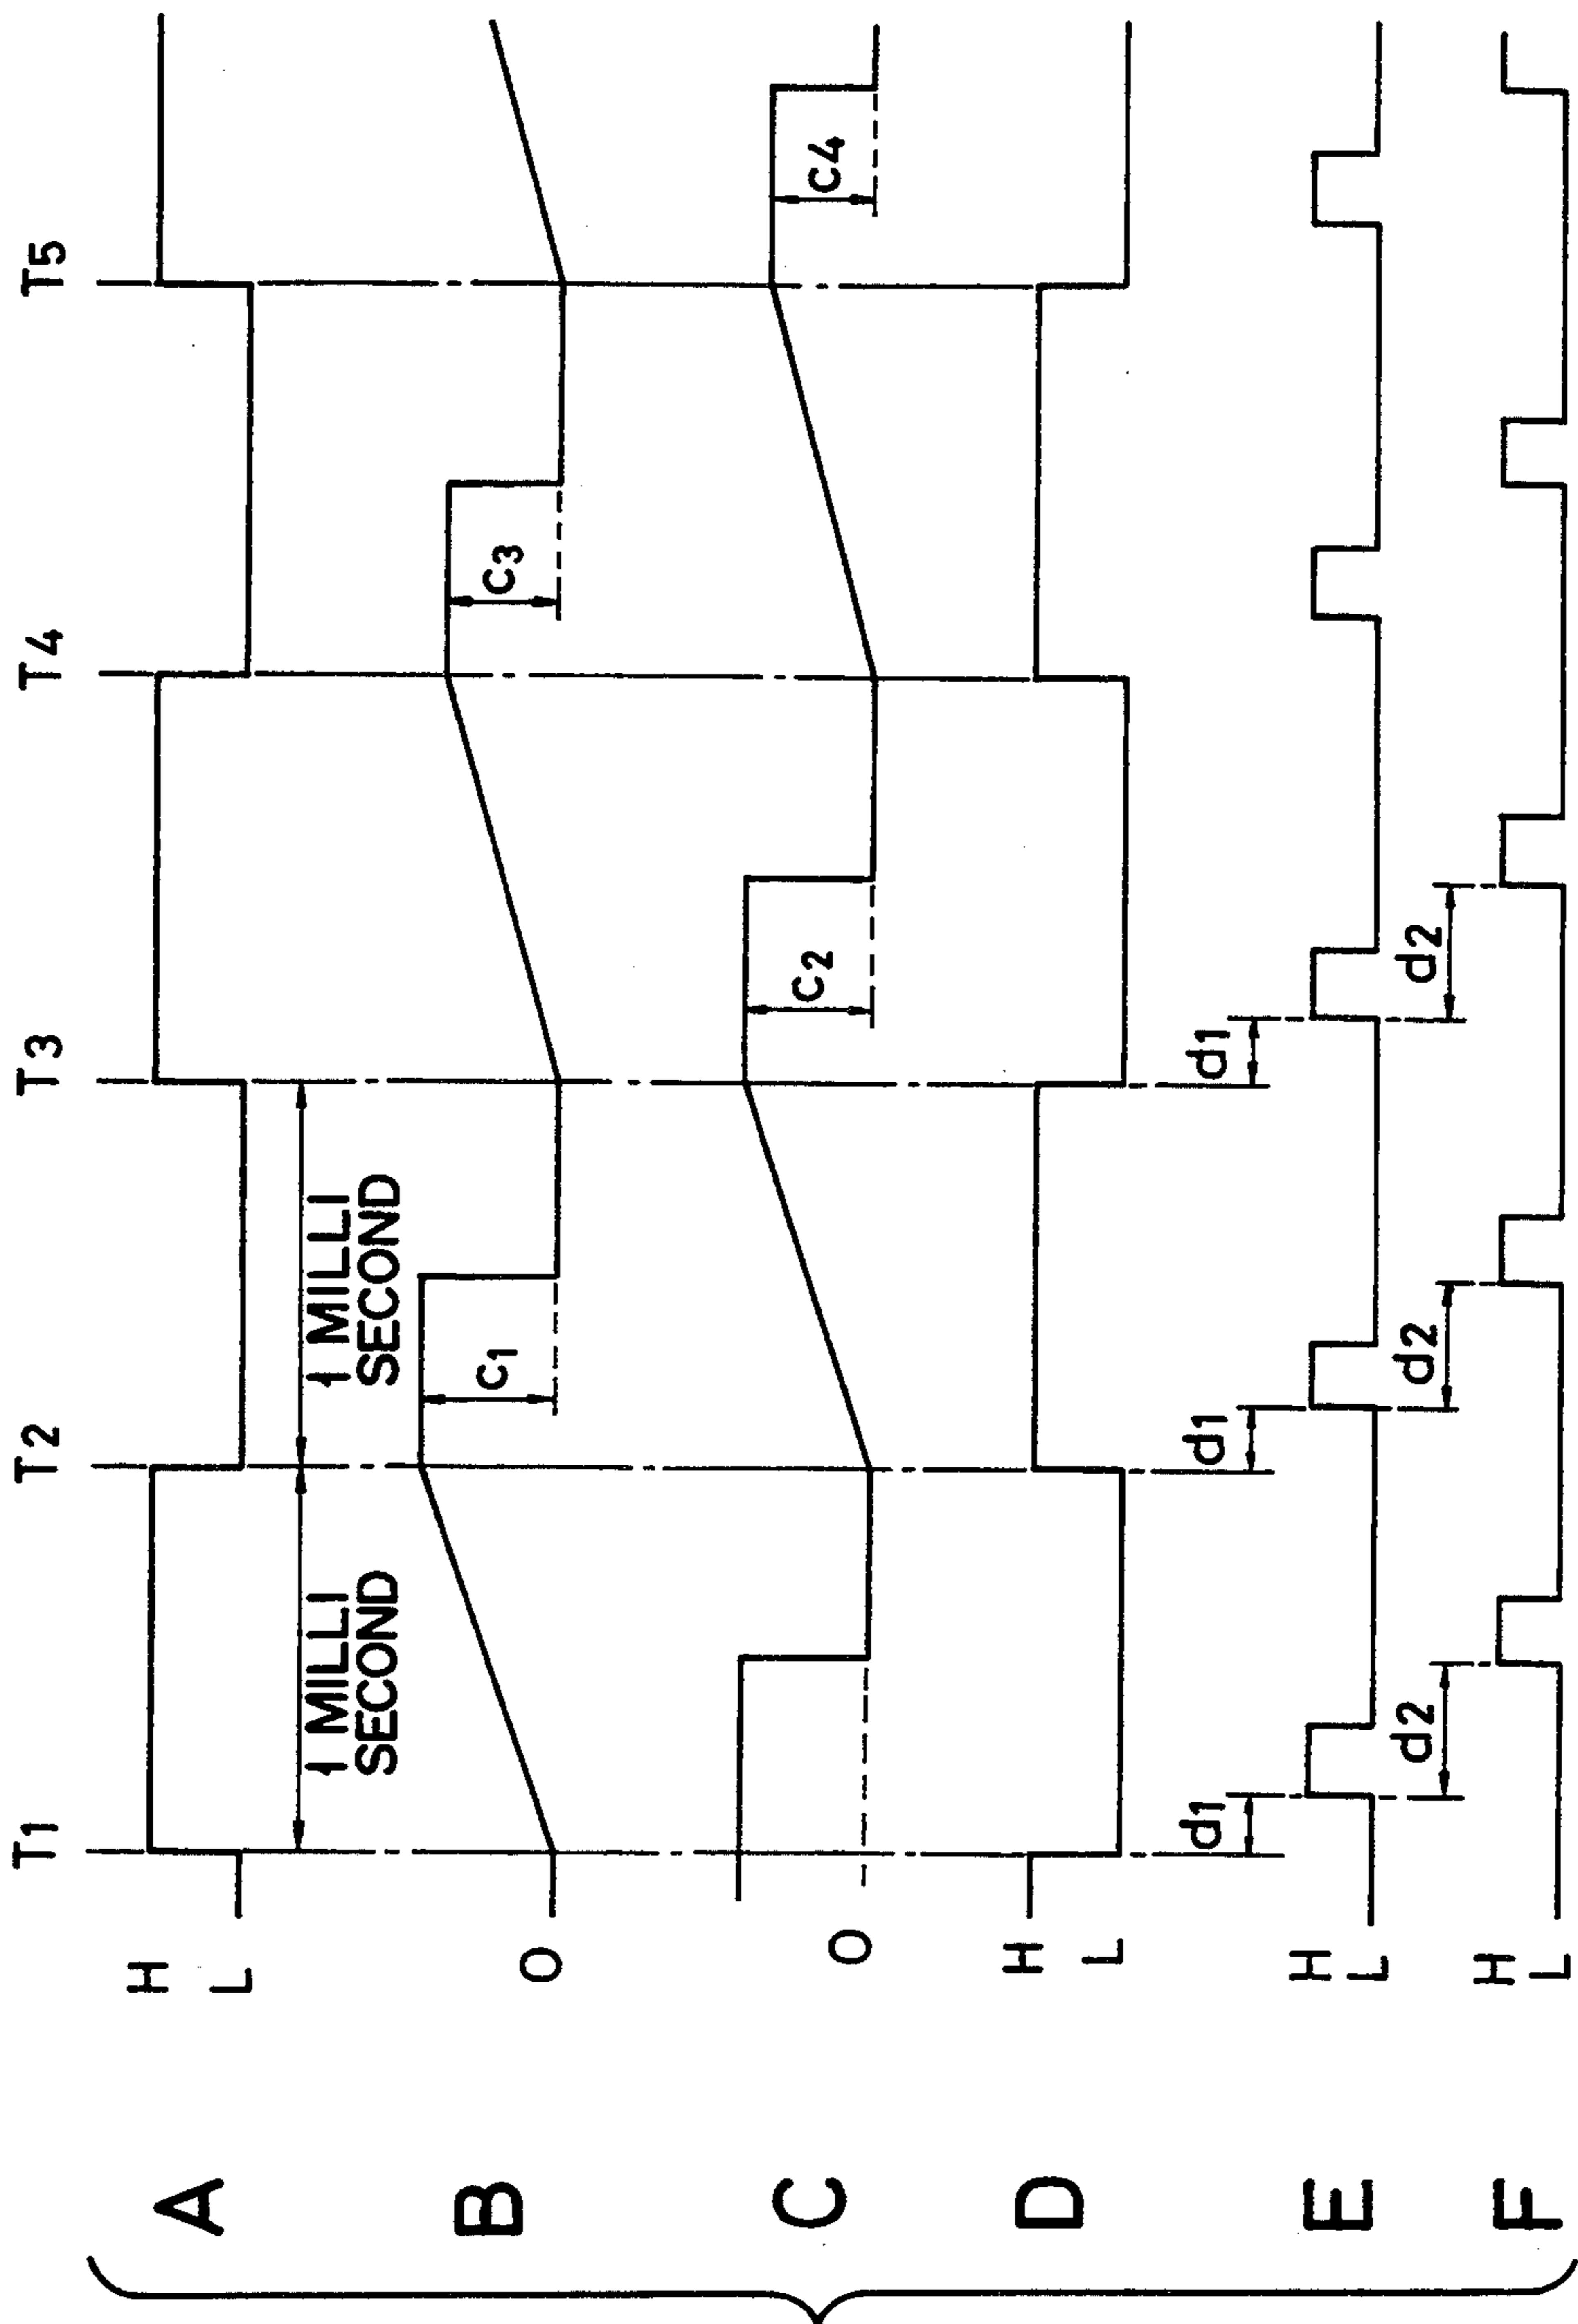 T1 T2 T3 T4 T5
A
H
L
1 MILLI
SECOND
1 MILLI
SECOND
B
O
C1
C3
C
O
C2
C4
D
H
L
d1
d1
d1
E
H
L
d2
d2
d2
F
H
L